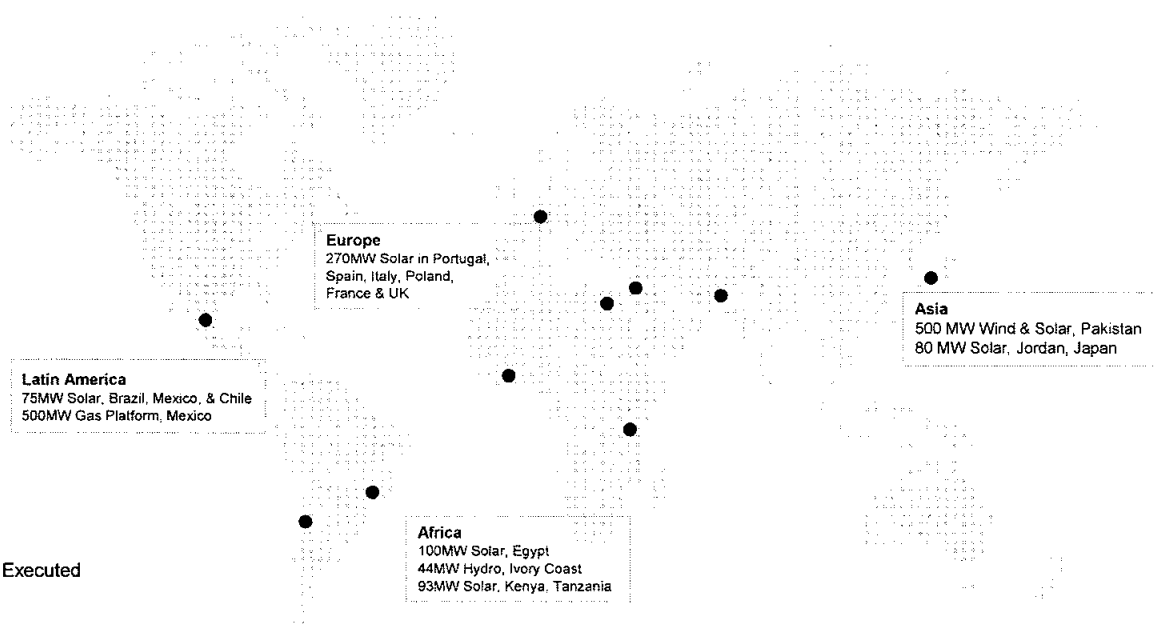 Europe
270MW Solar in Portugal,
Spain, Italy, Poland,
France & UK
Asia
500 MW Wind & Solar, Pakistan
80 MW Solar, Jordan, Japan
Latin America
75MW Solar, Brazil, Mexico, & Chile
500MW Gas Platform, Mexico
Africa
100MW Solar, Egypt
44MW Hydro, Ivory Coast
93MW Solar, Kenya, Tanzania
Executed